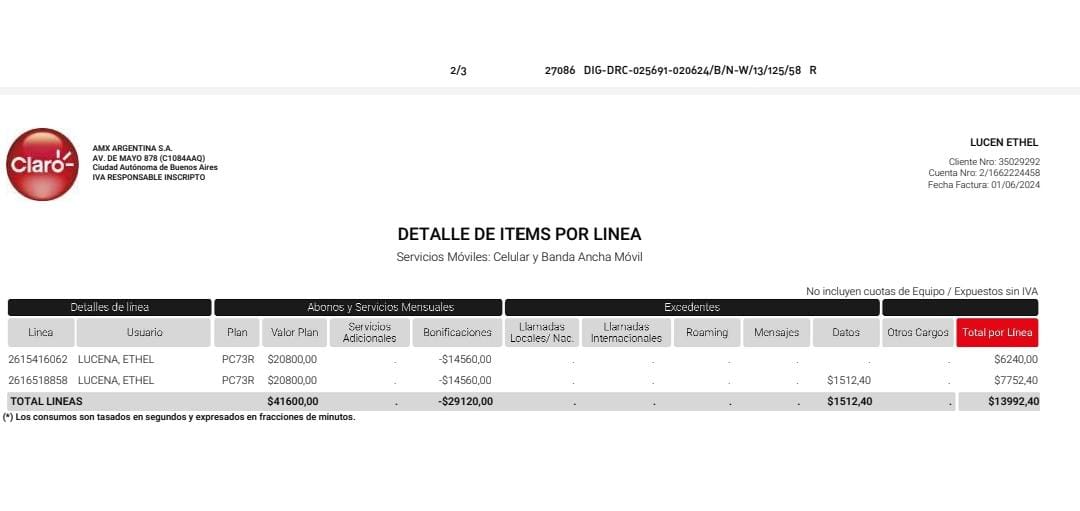 2/3 27086 DIG-DRC-025691-020624/B/N-W/13/125/58 R
Claro-
AMX ARGENTINA S.A.
AV. DE MAYO 878 (C1084AAQ)
Ciudad Autónoma de Buenos Aires
IVA RESPONSABLE INSCRIPTO
LUCEN ETHEL
Cliente Nro: 35029292
Cuenta Nro: 2/1662224458
Fecha Factura: 01/06/2024
DETALLE DE ITEMS POR LINEA
Servicios Móviles: Celular y Banda Ancha Móvil
No incluyen cuotas de Equipo / Expuestos sin IVA
Detalles de línea Abonos y Servicios Mensuales Excedentes
Linea Usuario Plan Valor Plan Servicios Adicionales Bonificaciones Llamadas Locales/ Nac. Llamadas Internacionales Roaming Mensajes Datos Otros Cargos Total por Línea
2615416062 LUCENA, ETHEL PC73R $20800,00 . -$14560,00 . . . . . . $6240,00
2616518858 LUCENA, ETHEL PC73R $20800,00 . -$14560,00 . . . . $1512,40 . $7752,40
TOTAL LINEAS $41600,00 . -$29120,00 . . . . $1512,40 . $13992,40
(*) Los consumos son tasados en segundos y expresados en fracciones de minutos.